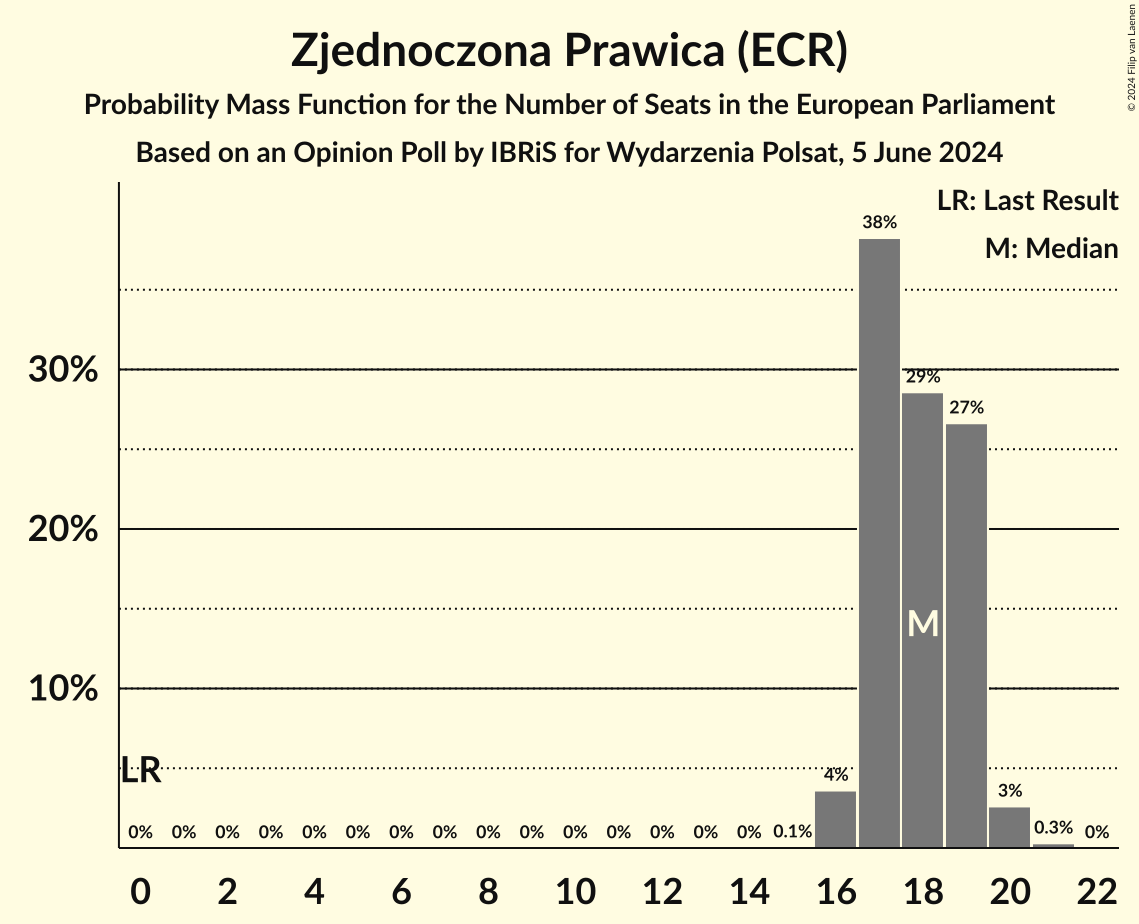 Zjednoczona Prawica (ECR)
Probability Mass Function for the Number of Seats in the European Parliament
Based on an Opinion Poll by IBRiS for Wydarzenia Polsat, 5 June 2024
© 2024 Filip van Laenen
LR: Last Result
M: Median
38%
30%
29%
27%
20%
M
10%
LR
4%
3%
0% 0% 0% 0% 0% 0% 0% 0% 0% 0% 0% 0% 0% 0% 0% 0.1% 0.3% 0%
0 2 4 6 8 10 12 14 16 18 20 22